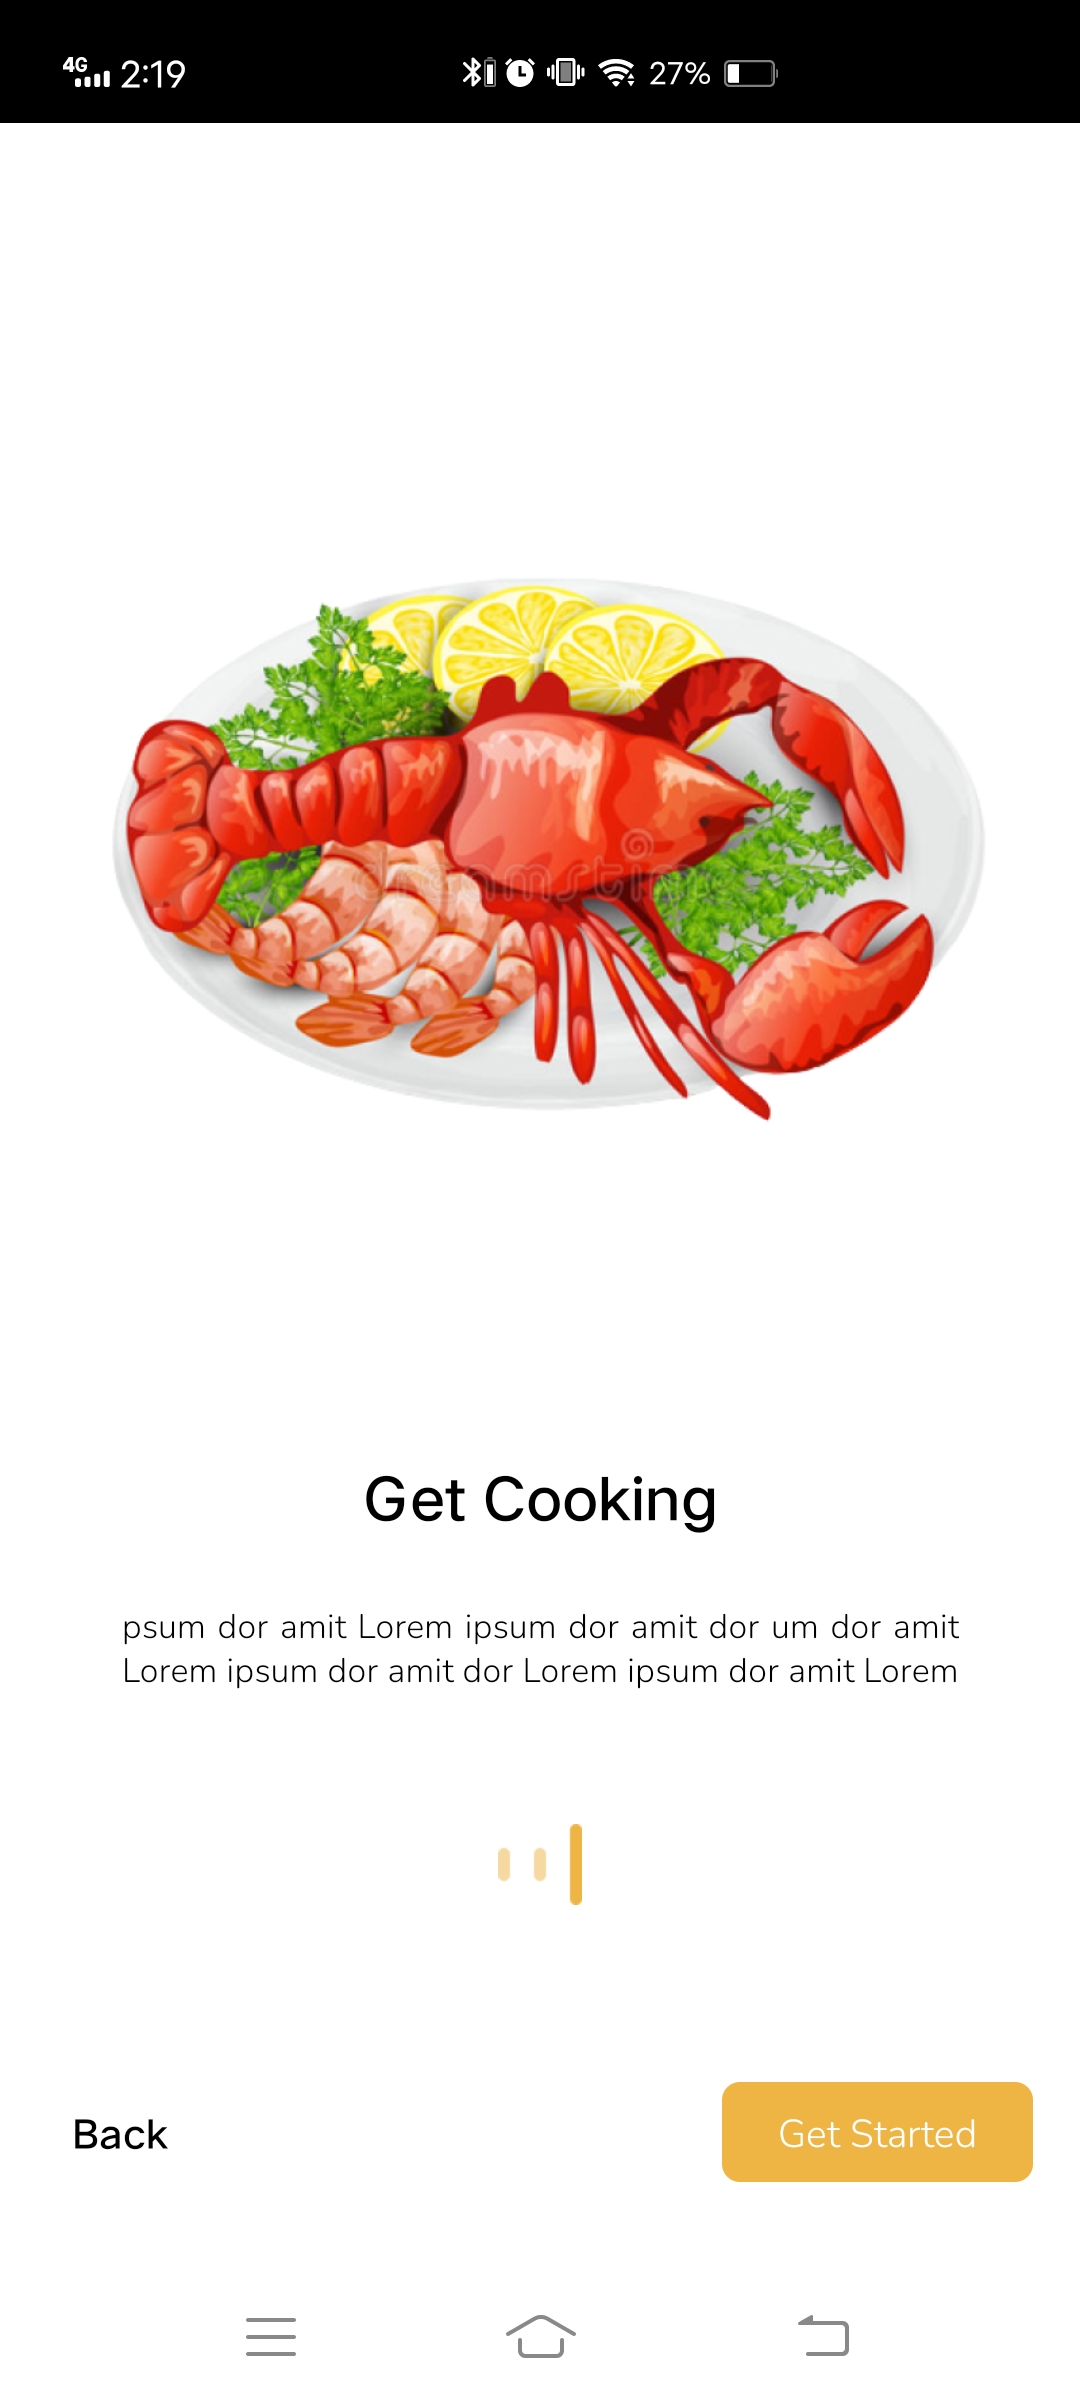 4G 2:19 27%
dreamstime
Get Cooking
psum dor amit Lorem ipsum dor amit dor um dor amit
Lorem ipsum dor amit dor Lorem ipsum dor amit Lorem
Back Get Started